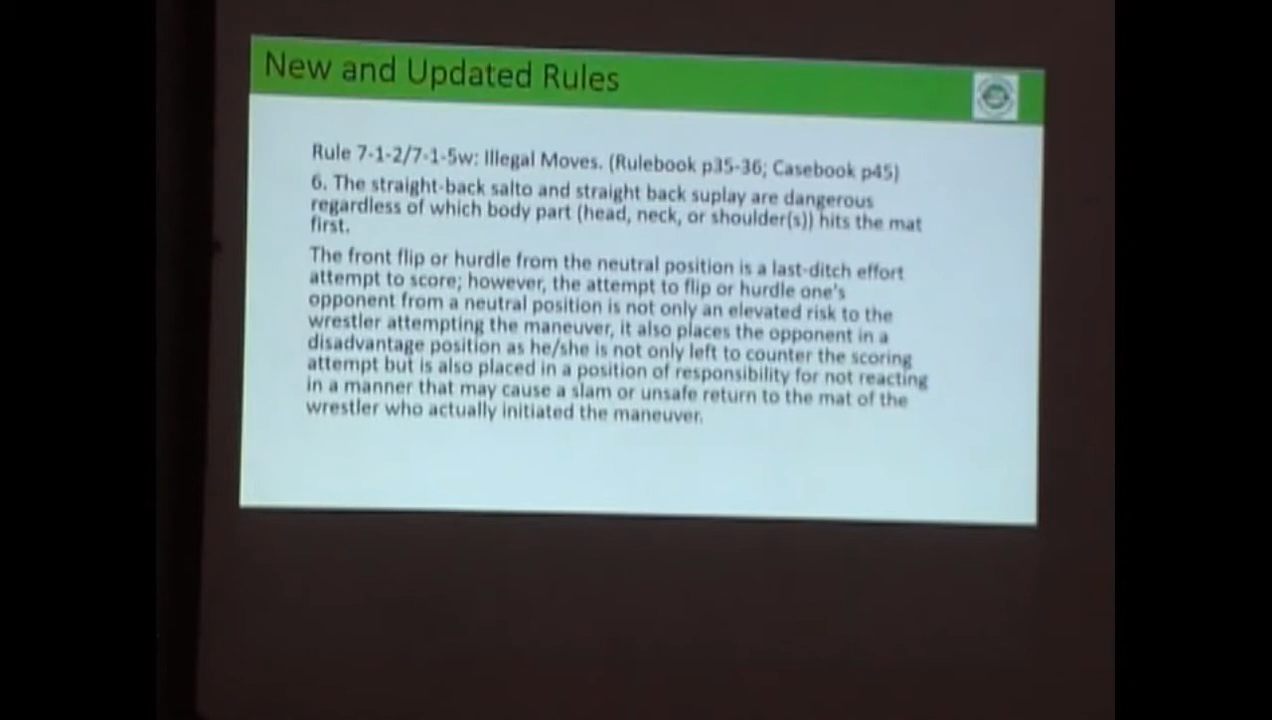 New and Updated Rules
Rule 7-1-2/7-1-5w: Illegal Moves. (Rulebook p35-36; Casebook p45)
6. The straight-back salto and straight back suplay are dangerous
regardless of which body part (head, neck, or shoulder(s)) hits the mat
first.
The front flip or hurdle from the neutral position is a last-ditch effort
attempt to score; however, the attempt to flip or hurdle one's
opponent from a neutral position is not only an elevated risk to the
wrestler attempting the maneuver, it also places the opponent in a
disadvantage position as he/she is not only left to counter the scoring
attempt but is also placed in a position of responsibility for not reacting
in a manner that may cause a slam or unsafe return to the mat of the
wrestler who actually initiated the maneuver.